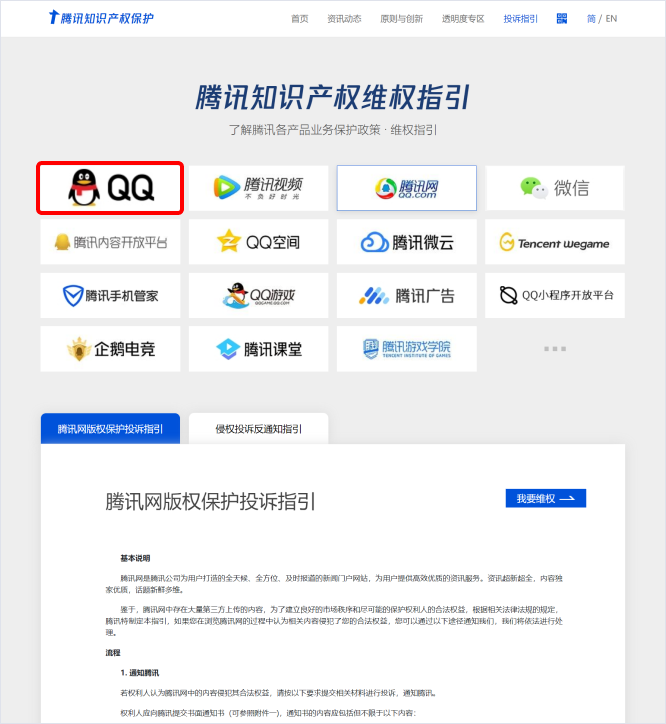 腾讯知识产权保护
首页 资讯动态 原则与创新 透明度专区 投诉指引 简 / EN
腾讯知识产权维权指引
了解腾讯各产品业务保护政策 · 维权指引
QQ 腾讯视频 腾讯网 微信
不负好时光 QQ.com
腾讯内容开放平台 QQ空间 腾讯微云 Tencent wegame
腾讯手机管家 QQ游戏 腾讯广告 QQ小程序开放平台
QQGAME.QQ.COM
企鹅电竞 腾讯课堂 腾讯游戏学院
TENCENT INSTITUTE OF GAMES
腾讯网版权保护投诉指引 侵权投诉反通知指引
腾讯网版权保护投诉指引 我要维权
基本说明
腾讯网是腾讯公司为用户打造的全天候、全方位、及时报道的新闻门户网站，为用户提供高效优质的资讯服务。资讯超新超全，内容独
家优质，话题新鲜多维。
鉴于，腾讯网中存在大量第三方上传的内容，为了建立良好的市场秩序和尽可能的保护权利人的合法权益，根据相关法律法规的规定，
腾讯特制定本指引，如果您在浏览腾讯网的过程中认为相关内容侵犯了您的合法权益，您可以通过以下途径通知我们，我们将依法进行处
理。
流程
1. 通知腾讯
若权利人认为腾讯网中的内容侵犯其合法权益，请按以下要求提交相关材料进行投诉，通知腾讯。
权利人应向腾讯提交书面通知书（可参照附件一），通知书的内容应包括但不限于以下内容：